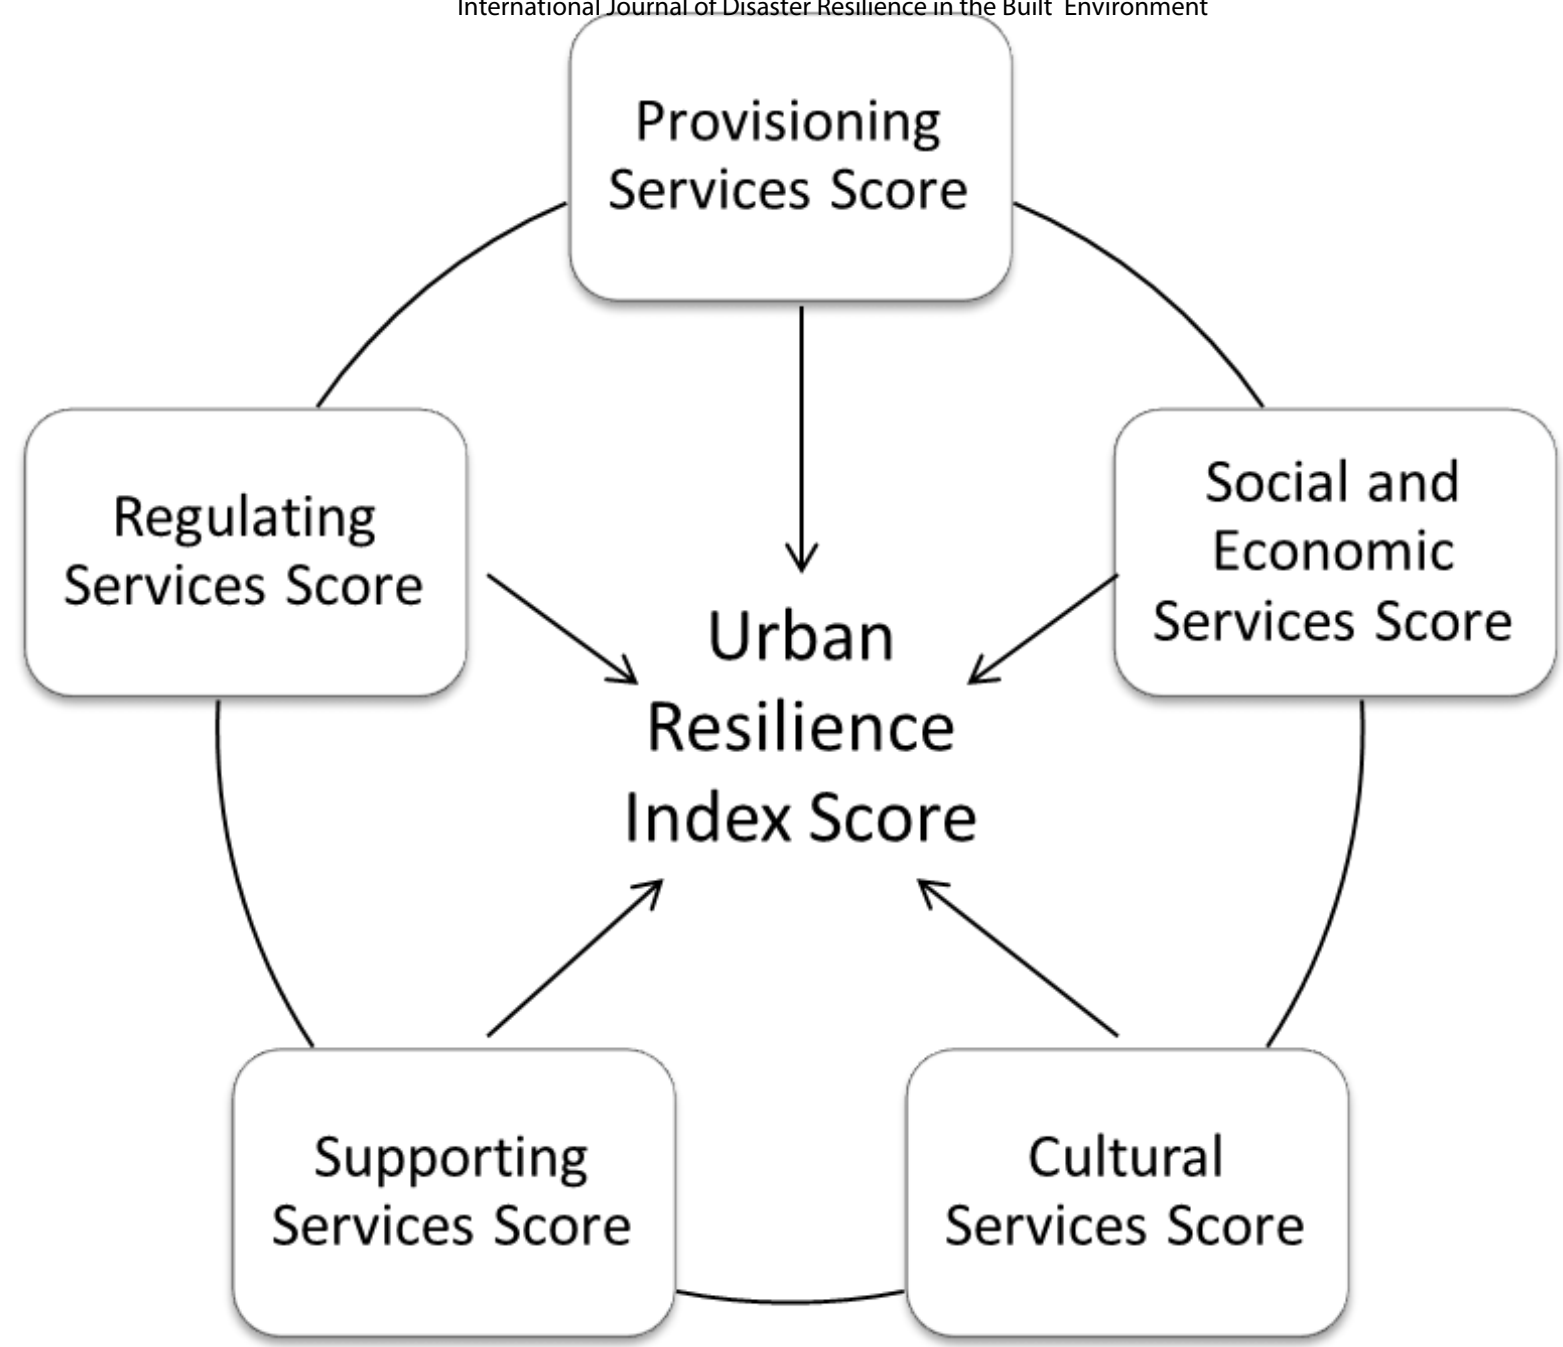 International Journal of Disaster Resilience in the Built Environment
Provisioning
Services Score
Regulating
Services Score
Social and
Economic
Services Score
Urban
Resilience
Index Score
Supporting
Services Score
Cultural
Services Score